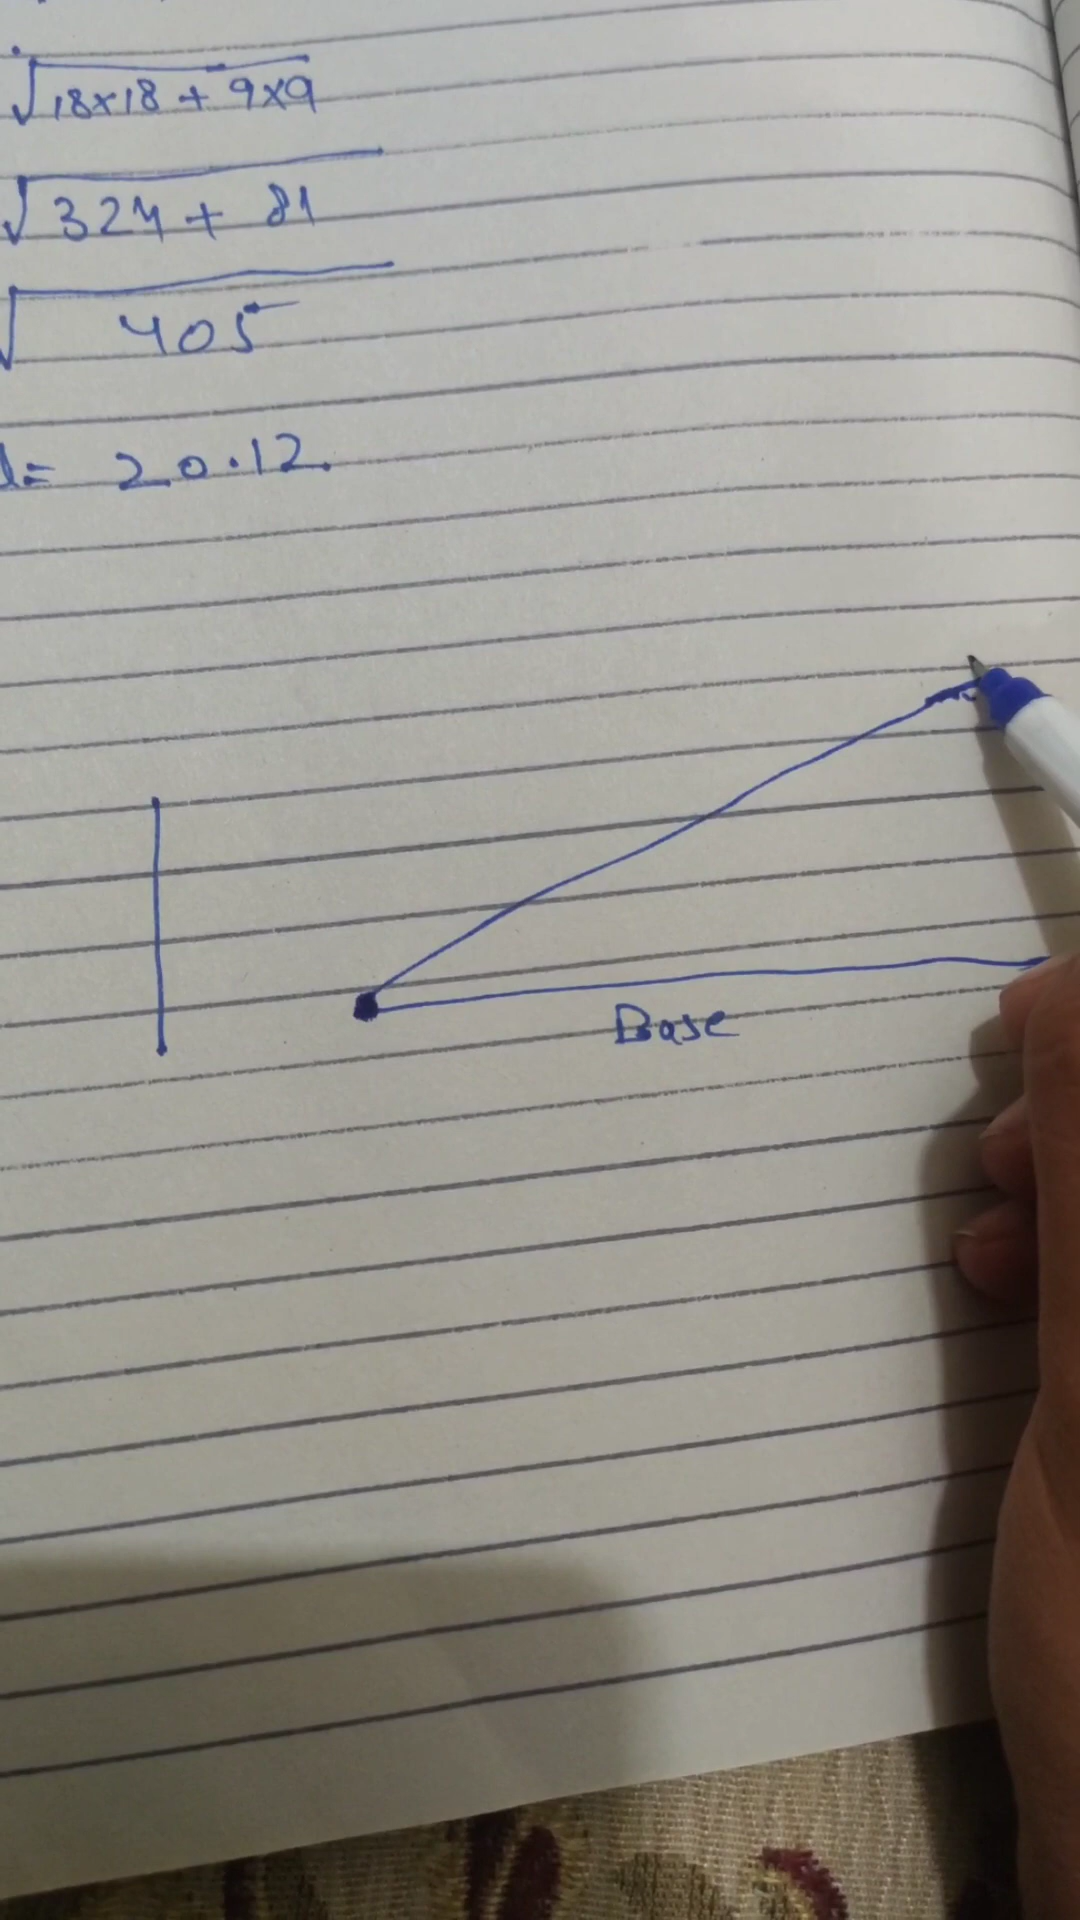 √18×18 + 9×9
√324 + 81
√405
d= 20.12.
Base